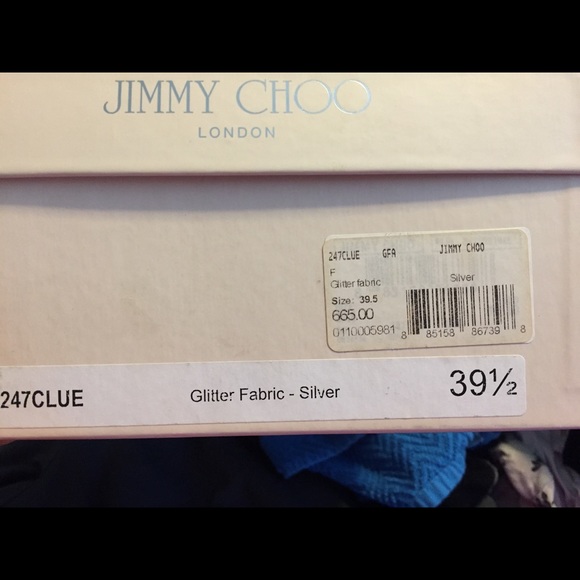 JIMMY CHOO
LONDON
247CLUE GFA JIMMY CHOO
F
Glitter fabric Silver
Size: 39.5
665.00
0110005981
8 85158 86739 8
247CLUE Glitter Fabric - Silver 39½